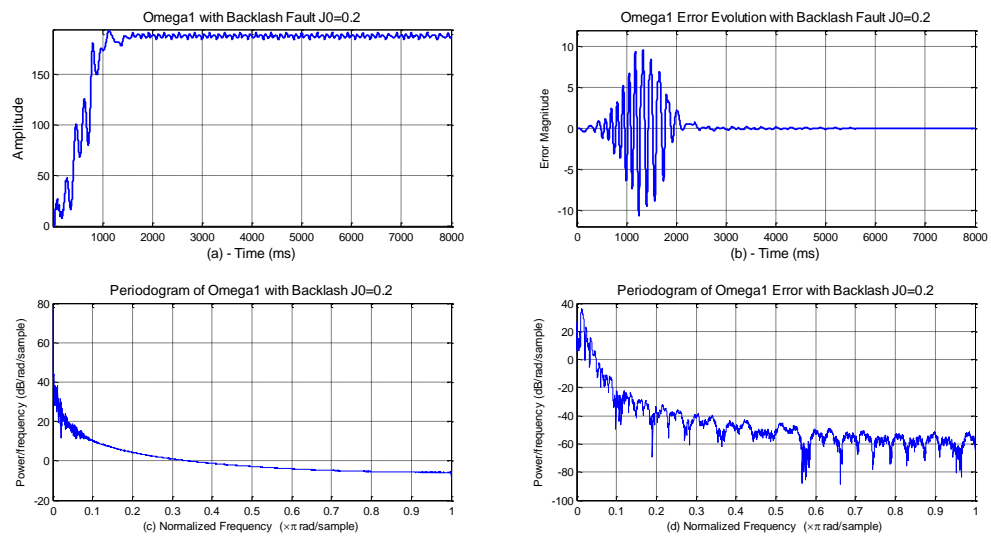 Omega1 with Backlash Fault J0=0.2
Amplitude
150
100
50
0
1000 2000 3000 4000 5000 6000 7000 8000
(a) - Time (ms)
Omega1 Error Evolution with Backlash Fault J0=0.2
Error Magnitude
10
5
0
-5
-10
0 1000 2000 3000 4000 5000 6000 7000 8000
(b) - Time (ms)
Periodogram of Omega1 with Backlash J0=0.2
Power/frequency (dB/rad/sample)
80
60
40
20
0
-20
0 0.1 0.2 0.3 0.4 0.5 0.6 0.7 0.8 0.9 1
(c) Normalized Frequency (×π rad/sample)
Periodogram of Omega1 Error with Backlash J0=0.2
Power/frequency (dB/rad/sample)
40
20
0
-20
-40
-60
-80
-100
0 0.1 0.2 0.3 0.4 0.5 0.6 0.7 0.8 0.9 1
(d) Normalized Frequency (×π rad/sample)